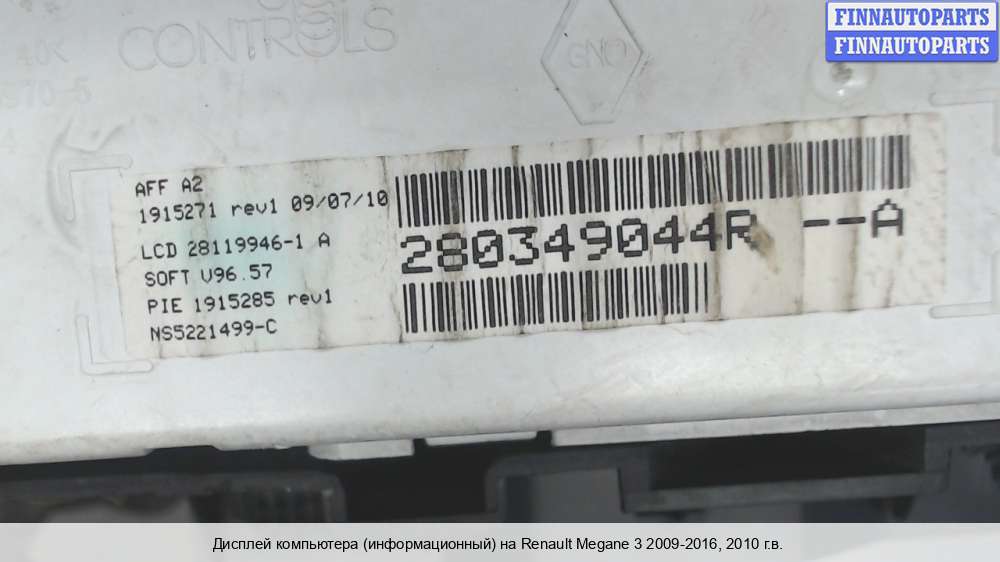 FINNAUTOPARTS
FINNAUTOPARTS
CONTROLS
GNO
AFF A2
1915271 rev1 09/07/10
LCD 28119946-1 A
SOFT V96.57
PIE 1915285 rev1
NS5221499-C
280349044R --A
Дисплей компьютера (информационный) на Renault Megane 3 2009-2016, 2010 г.в.